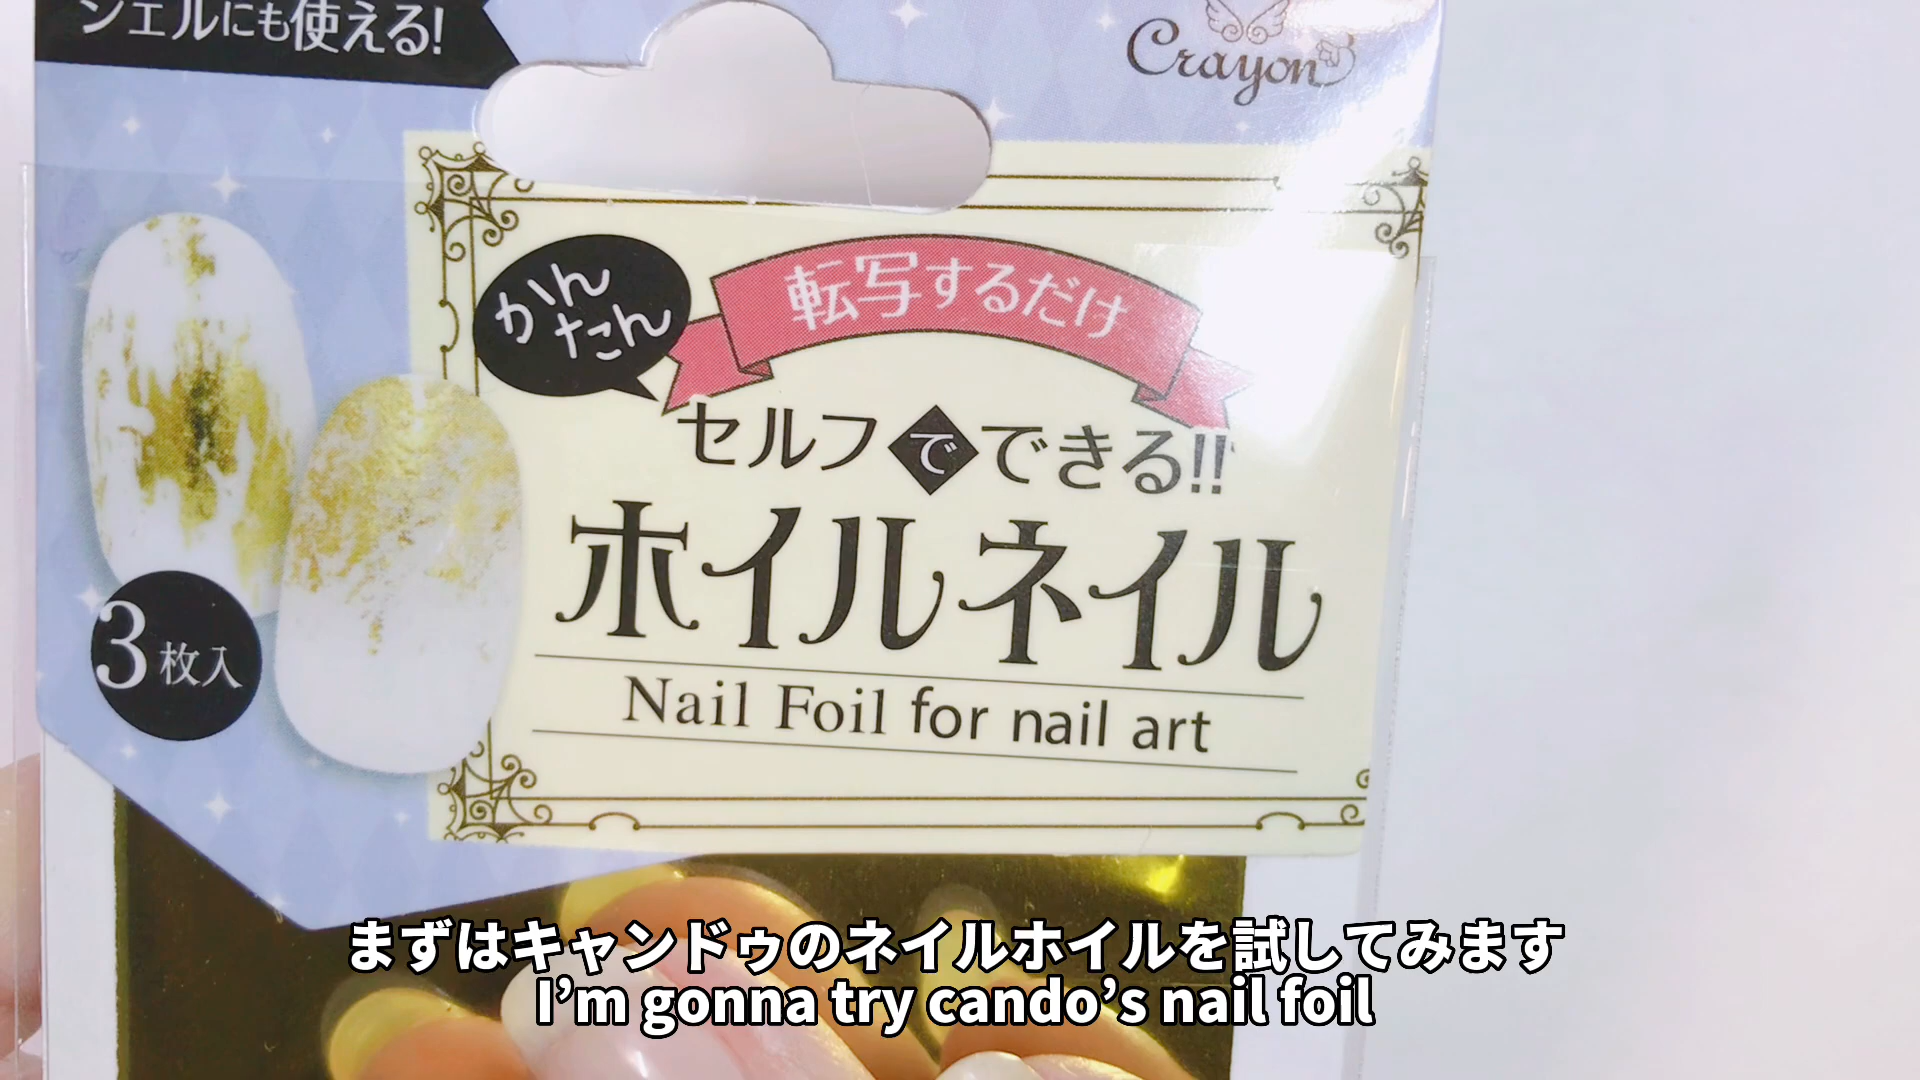 ジェルにも使える!
Crayon
かん
たん
転写するだけ
セルフでできる!!
ホイルネイル
Nail Foil for nail art
3枚入
まずはキャンドゥのネイルホイルを試してみます
I'm gonna try cando's nail foil